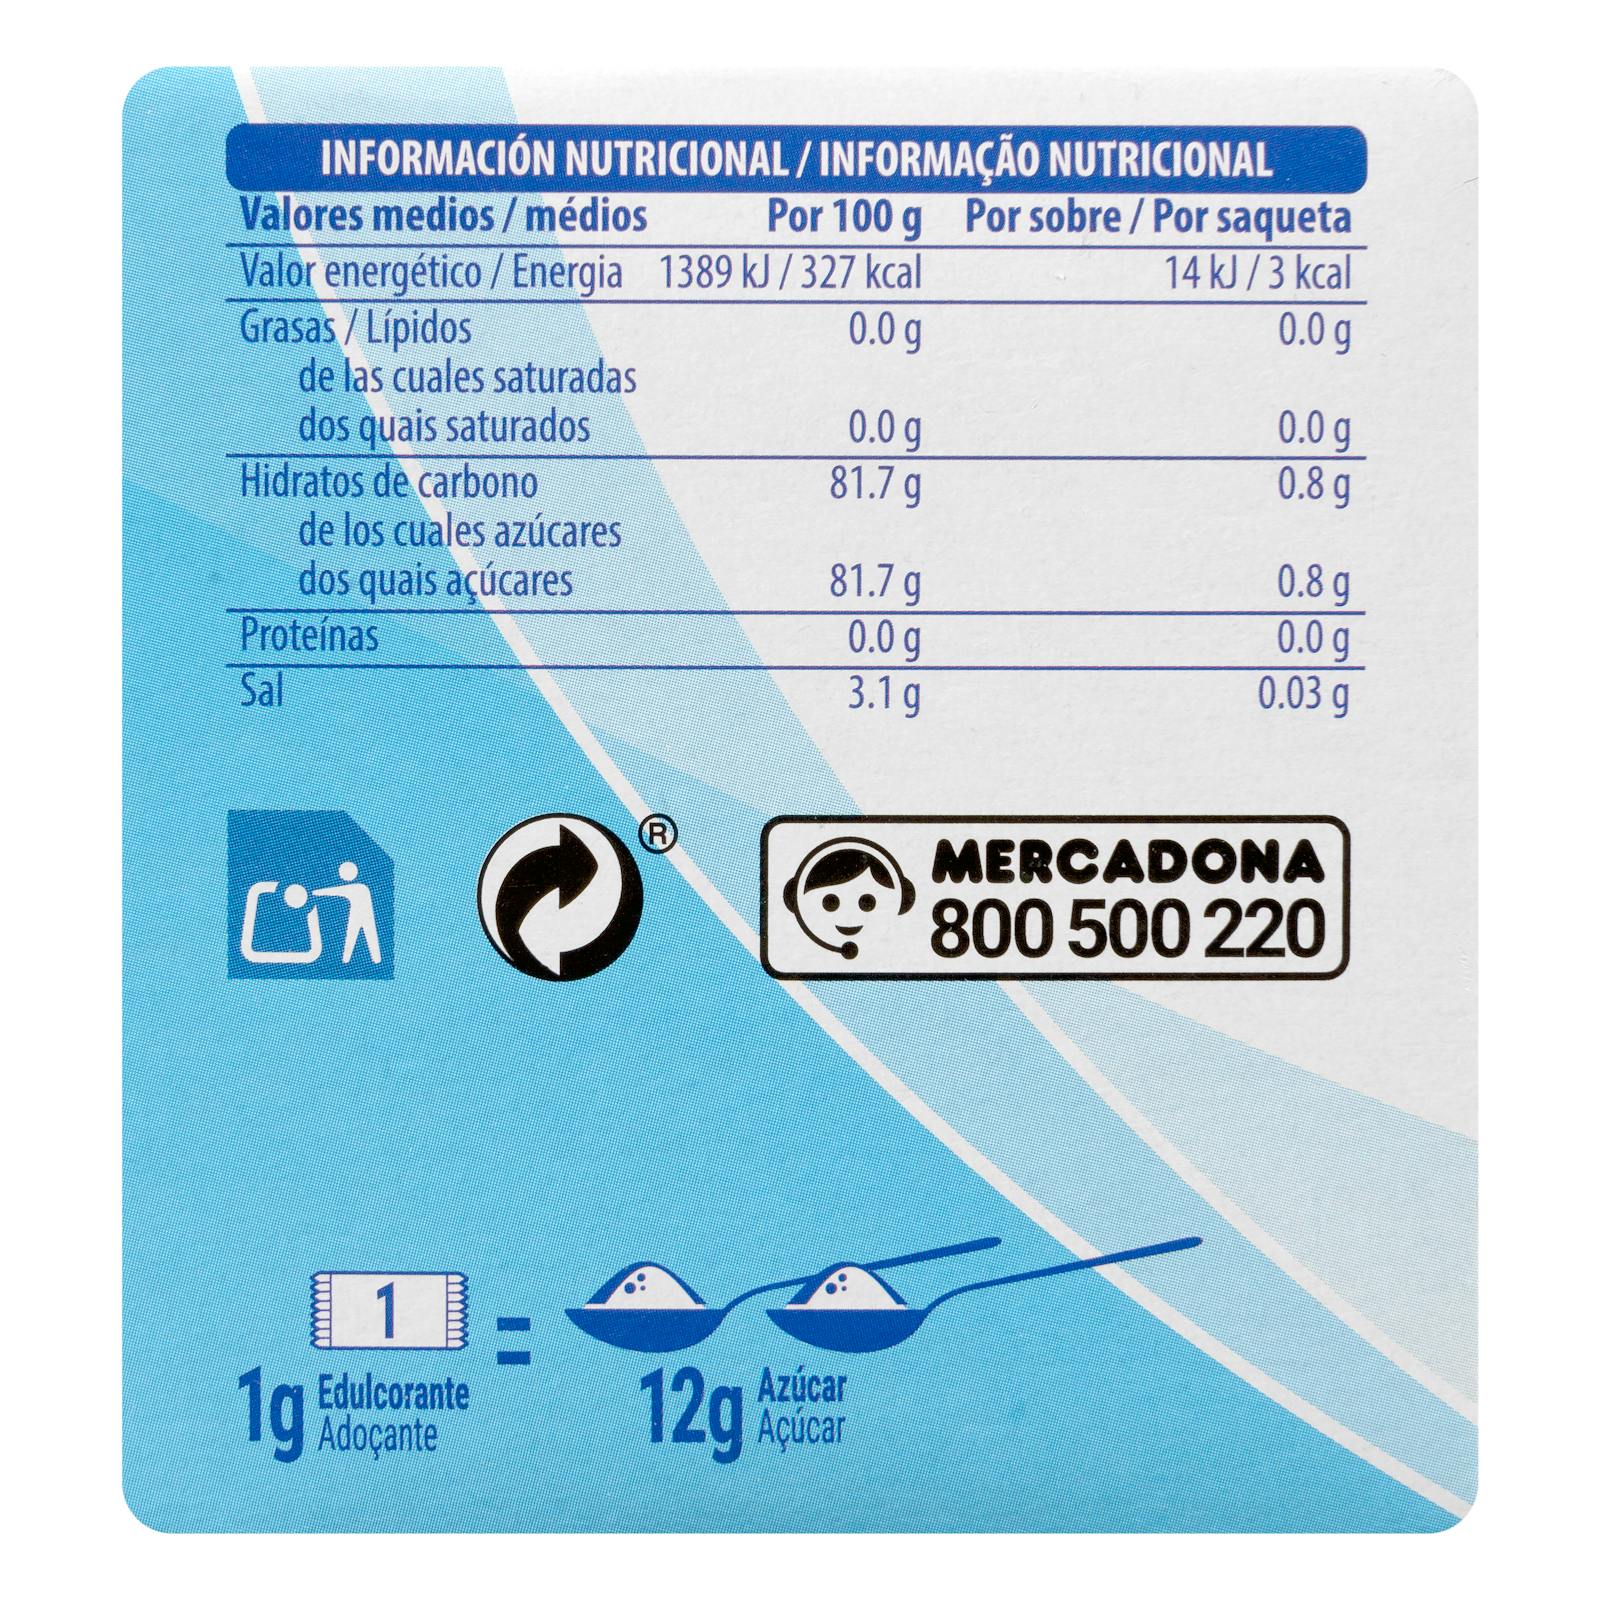 INFORMACIÓN NUTRICIONAL / INFORMAÇÃO NUTRICIONAL
Valores medios / médios Por 100 g Por sobre / Por saqueta
Valor energético / Energia 1389 kJ / 327 kcal 14 kJ / 3 kcal
Grasas / Lípidos 0.0 g 0.0 g
de las cuales saturadas
dos quais saturados 0.0 g 0.0 g
Hidratos de carbono 81.7 g 0.8 g
de los cuales azúcares
dos quais açúcares 81.7 g 0.8 g
Proteínas 0.0 g 0.0 g
Sal 3.1 g 0.03 g
®
MERCADONA
800 500 220
1 =
1g Edulcorante
Adoçante
12g Azúcar
Açúcar